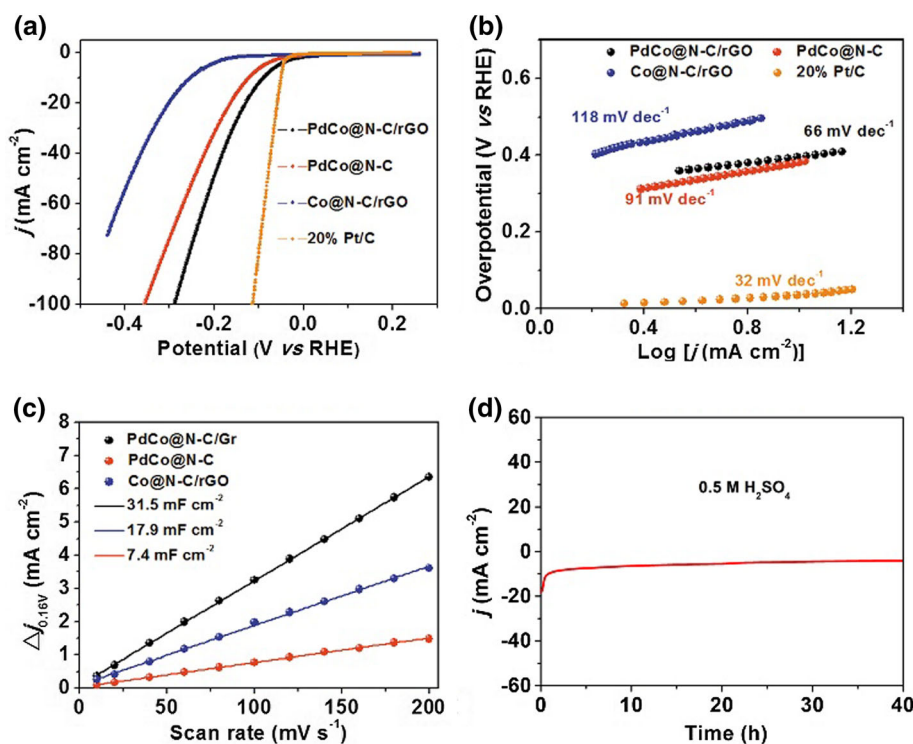 (a)
0
-20
-40
-60
-80
-100
j (mA cm⁻²)
PdCo@N-C/rGO
PdCo@N-C
Co@N-C/rGO
20% Pt/C
-0.4
-0.2
0.0
0.2
Potential (V vs RHE)
(b)
PdCo@N-C/rGO
PdCo@N-C
Co@N-C/rGO
20% Pt/C
0.6
0.4
0.2
0.0
Overpotential (V vs RHE)
118 mV dec⁻¹
66 mV dec⁻¹
91 mV dec⁻¹
32 mV dec⁻¹
0.0
0.4
0.8
1.2
Log [j (mA cm⁻²)]
(c)
8
7
6
5
4
3
2
1
0
△j0.16V (mA cm⁻²)
PdCo@N-C/Gr
PdCo@N-C
Co@N-C/rGO
31.5 mF cm⁻²
17.9 mF cm⁻²
7.4 mF cm⁻²
0
50
100
150
200
Scan rate (mV s⁻¹)
(d)
60
40
20
0
-20
-40
-60
j (mA cm⁻²)
0.5 M H₂SO₄
0
10
20
30
40
Time (h)